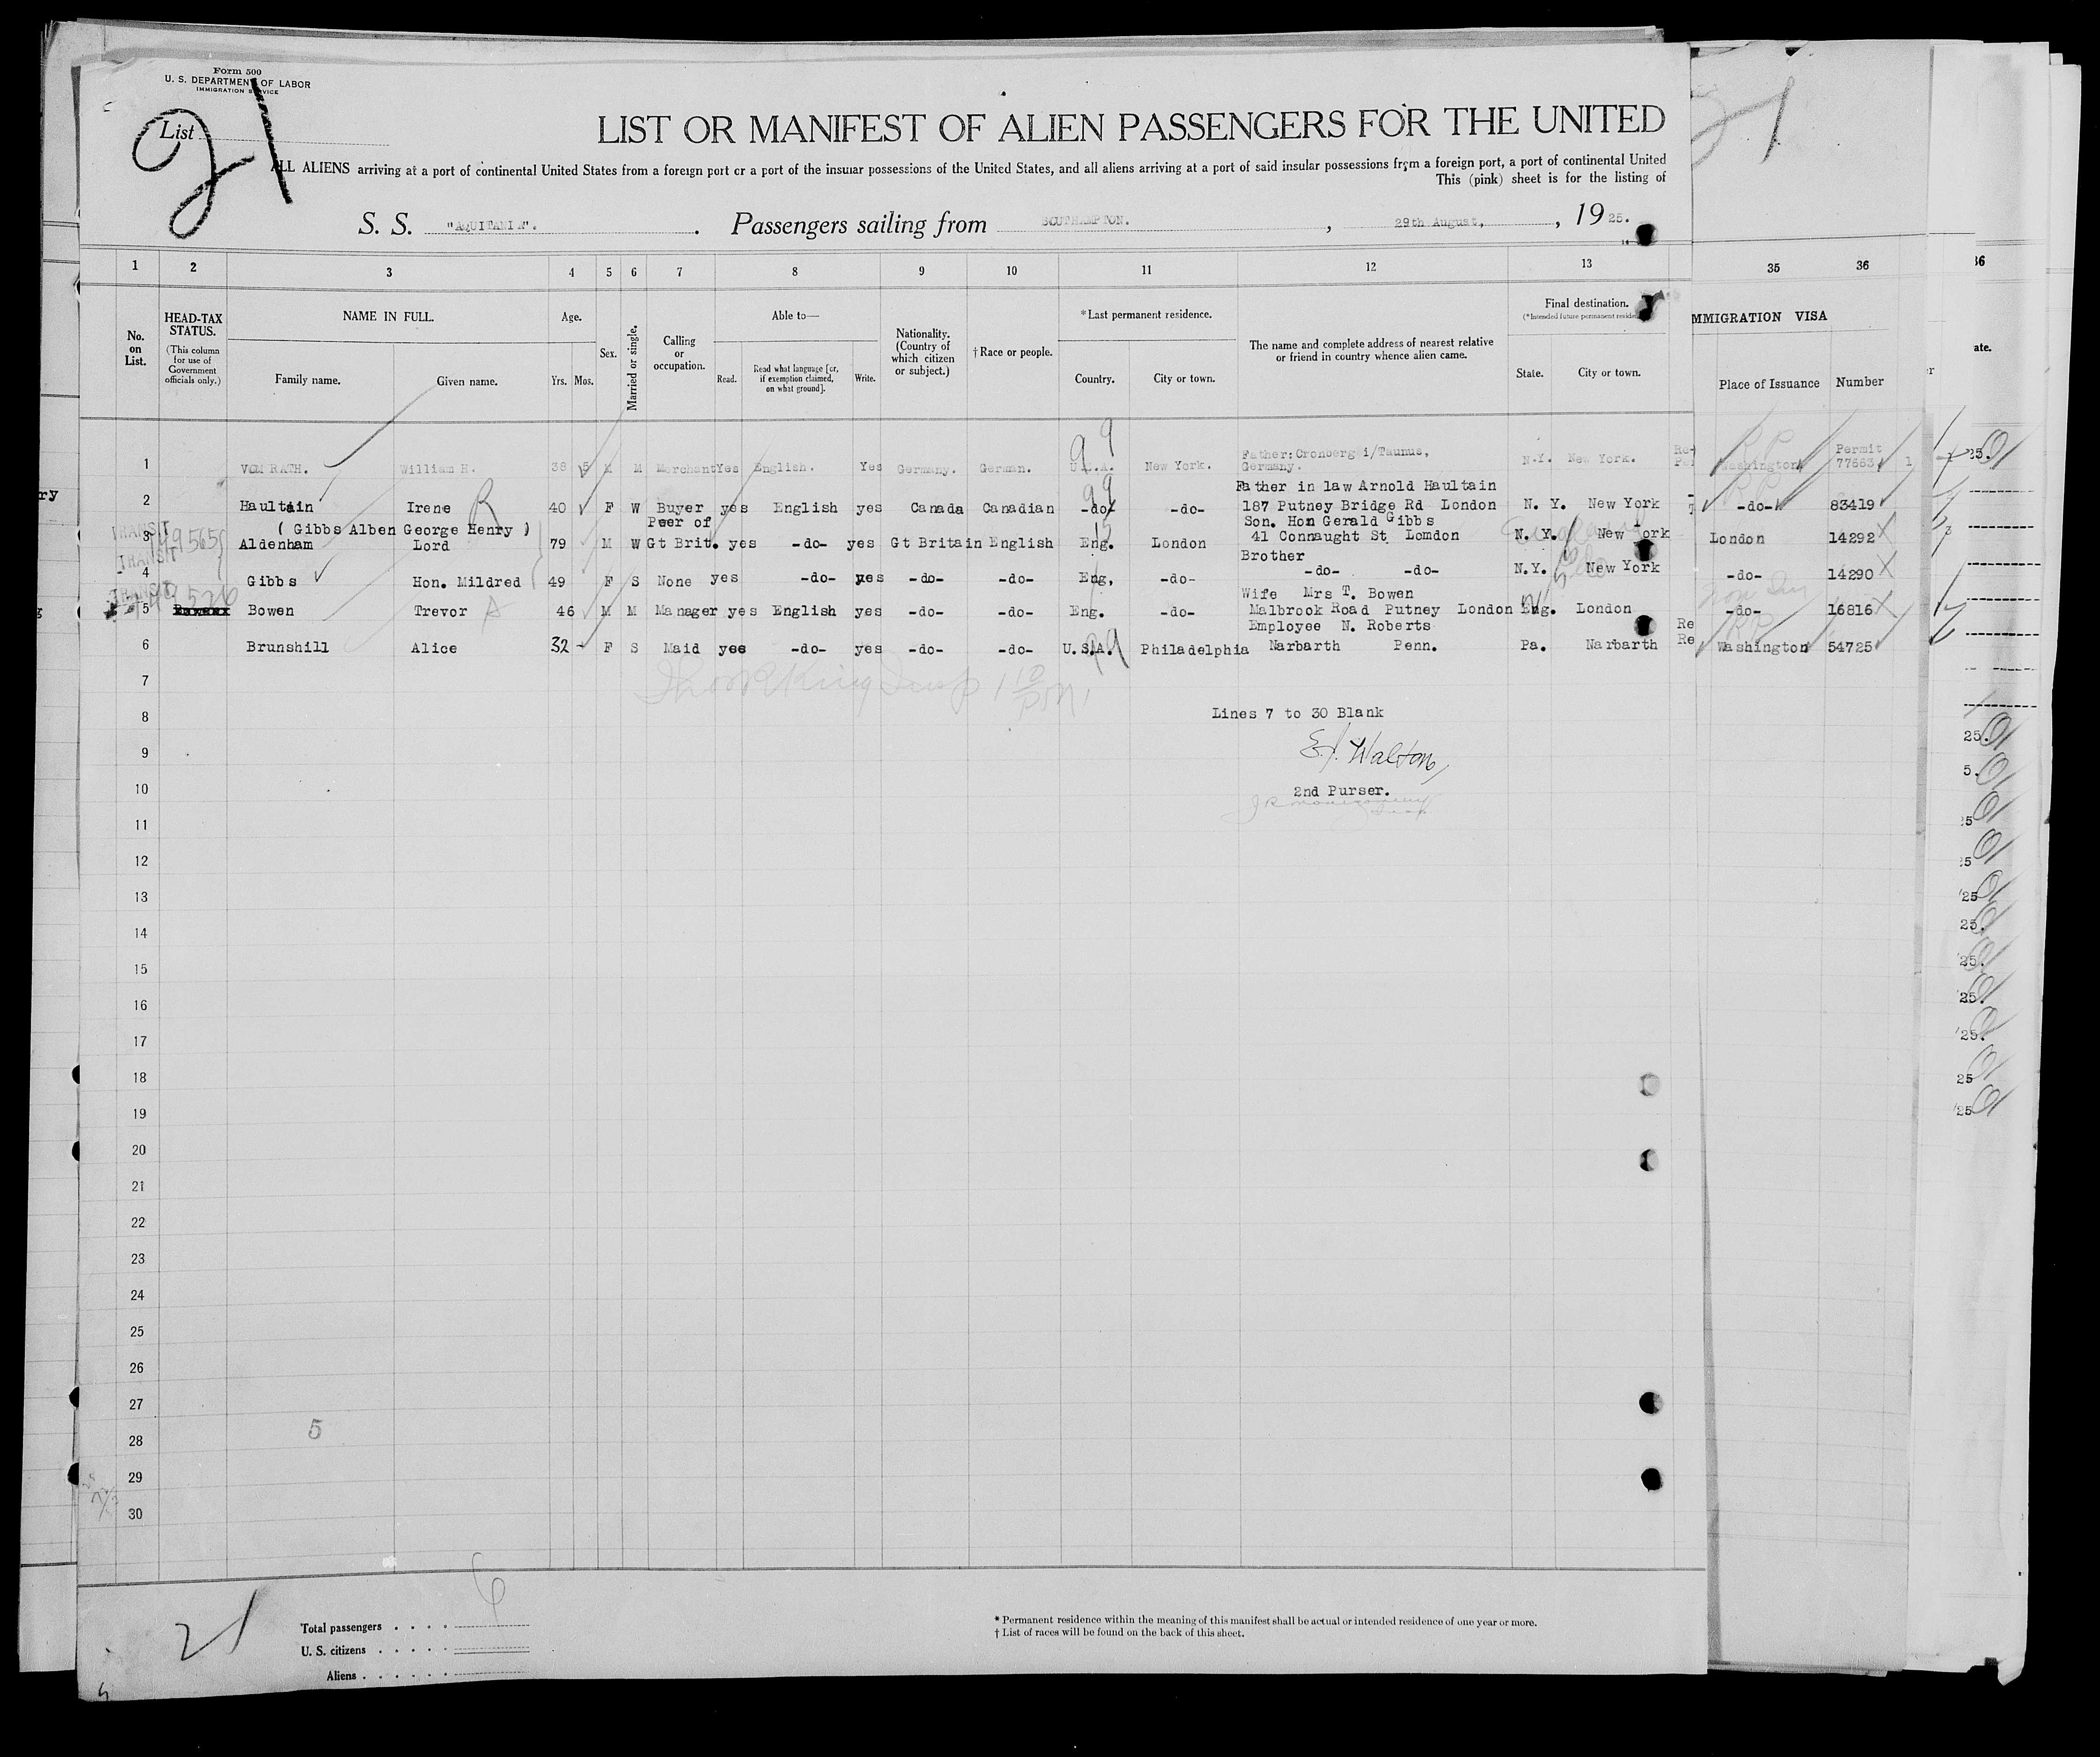 Form 500
U. S. DEPARTMENT OF LABOR
IMMIGRATION SERVICE
List
21
LIST OR MANIFEST OF ALIEN PASSENGERS FOR THE UNITED
ALL ALIENS arriving at a port of continental United States from a foreign port or a port of the insular possessions of the United States, and all aliens arriving at a port of said insular possessions from a foreign port, a port of continental United
This (pink) sheet is for the listing of
S. S. "AQUITANIA". Passengers sailing from SOUTHAMPTON. , 29th August, , 1925.
1 2 3 4 5 6 7 8 9 10 11 12 13 35 36
No. on List.
HEAD-TAX STATUS.
(This column for use of Government officials only.)
NAME IN FULL.
Family name. Given name.
Age.
Yrs. Mos.
Sex.
Married or single.
Calling or occupation.
Able to—
Read. Read what language [or, if exemption claimed, on what ground]. Write.
Nationality. (Country of which citizen or subject.)
† Race or people.
* Last permanent residence.
Country. City or town.
The name and complete address of nearest relative or friend in country whence alien came.
Final destination.
State. City or town.
MMIGRATION VISA
Place of Issuance Number
1 VOM RATH. William H. 38 5 M M Merchant Yes English. Yes Germany. German. U.S.A. New York. Father: Cronberg i/Taunus, Germany. N.Y. New York. Washington Permit 77663
2 Haultain Irene 40 F W Buyer yes English yes Canada Canadian -do- -do- Father in law Arnold Haultain 187 Putney Bridge Rd London N. Y. New York -do- 83419
( Gibbs Alben George Henry )
3 Aldenham Lord 79 M W Peer of Gt Brit. yes -do- yes Gt Britain English Eng. London Son. Hon Gerald Gibbs 41 Connaught St Lomdon N. Y. New York London 14292
4 Gibbs Hon. Mildred 49 F S None yes -do- yes -do- -do- Eng, -do- Brother -do- -do- N.Y. New York -do- 14290
5 Bowen Trevor 46 M M Manager yes English yes -do- -do- Eng. -do- Wife Mrs T. Bowen Malbrook Road Putney London Eng. London -do- 16816
6 Brunshill Alice 32 F S Maid yes -do- yes -do- -do- U.S.A. Philadelphia Employee N. Roberts Narbarth Penn. Pa. Narbarth Washington 54725
7
8 Lines 7 to 30 Blank
9 E. J. Walton
10 2nd Purser.
11
12
13
14
15
16
17
18
19
20
21
22
23
24
25
26
27
28 5
29
30
21
6
Total passengers
U. S. citizens
Aliens
* Permanent residence within the meaning of this manifest shall be actual or intended residence of one year or more.
† List of races will be found on the back of this sheet.